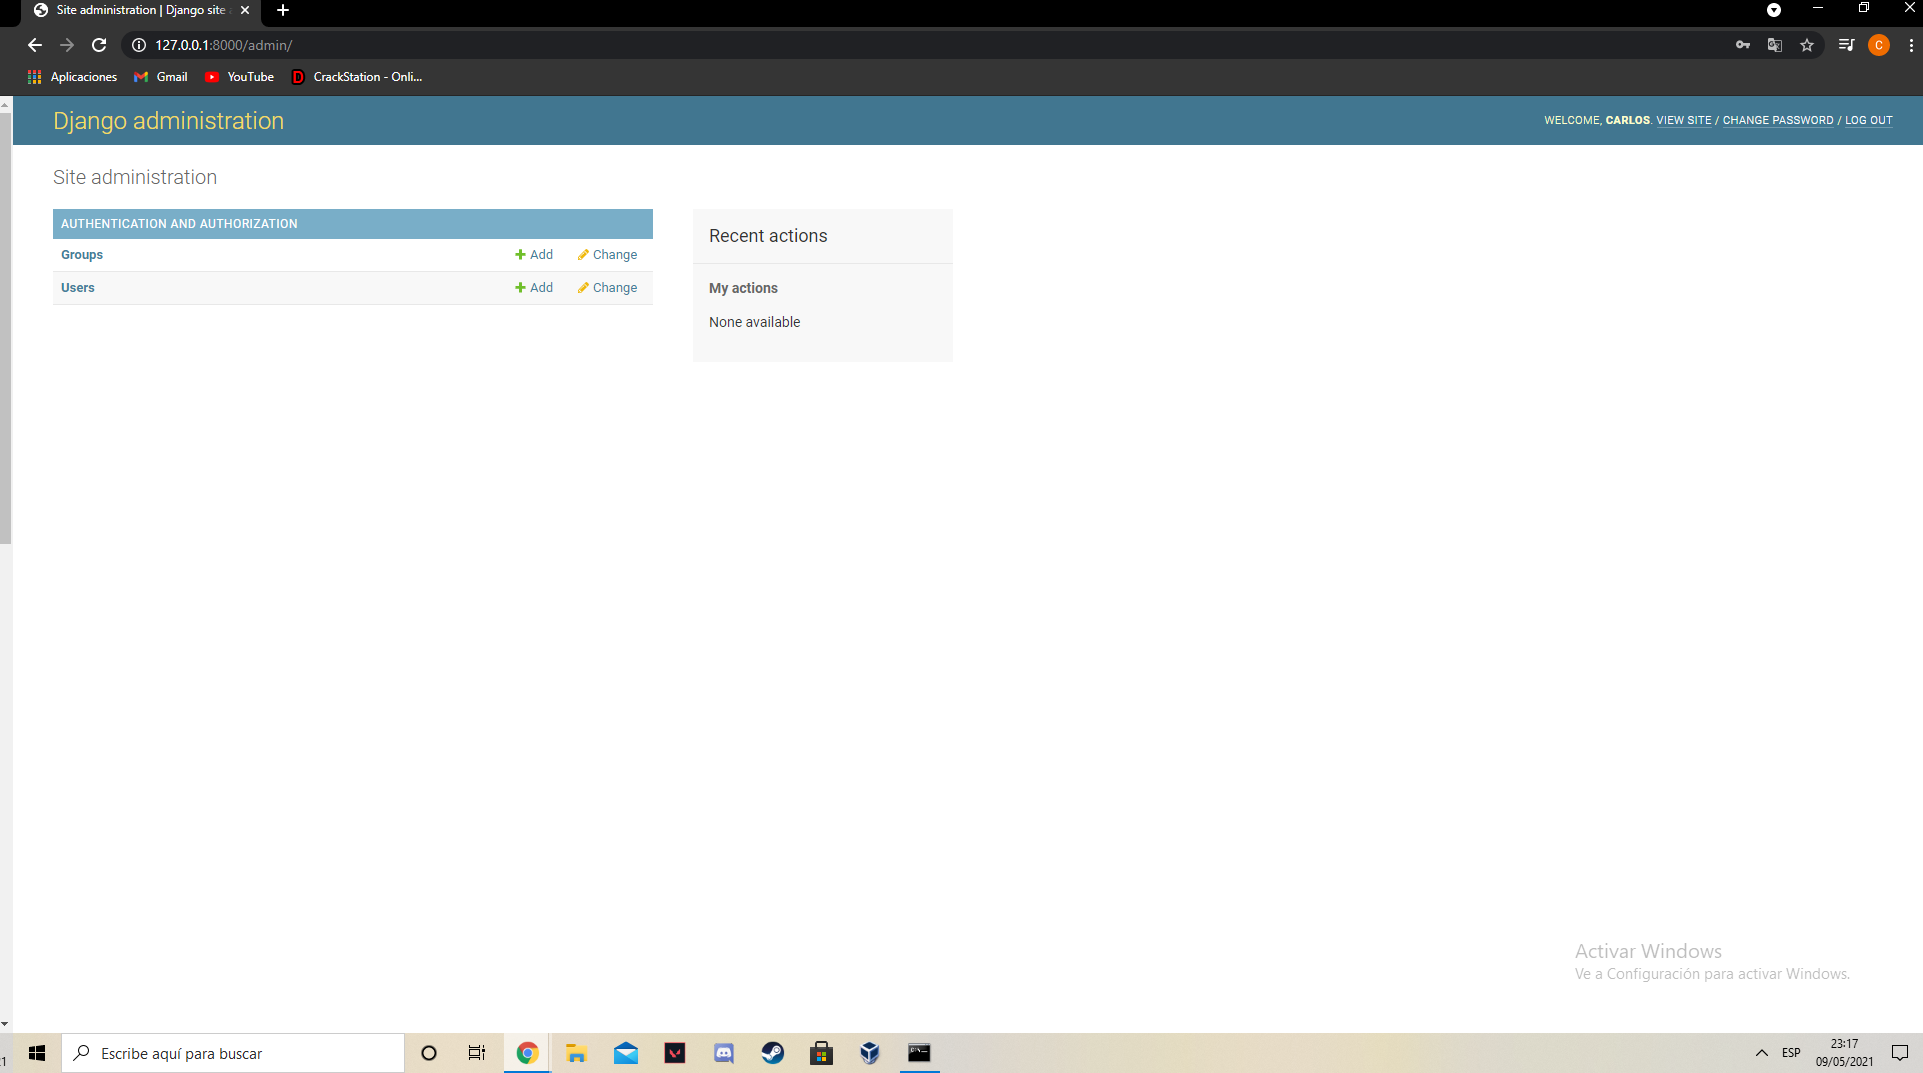 Site administration | Django site
127.0.0.1:8000/admin/
C
Aplicaciones
Gmail
YouTube
CrackStation - Onli...
Django administration
WELCOME, CARLOS. VIEW SITE / CHANGE PASSWORD / LOG OUT
Site administration
AUTHENTICATION AND AUTHORIZATION
Groups
Add
Change
Users
Add
Change
Recent actions
My actions
None available
Activar Windows
Ve a Configuración para activar Windows.
Escribe aquí para buscar
ESP
23:17
09/05/2021